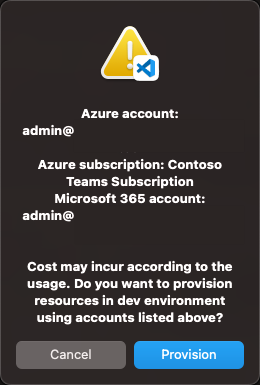 Azure account:
admin@
Azure subscription: Contoso
Teams Subscription
Microsoft 365 account:
admin@
Cost may incur according to the
usage. Do you want to provision
resources in dev environment
using accounts listed above?
Cancel
Provision